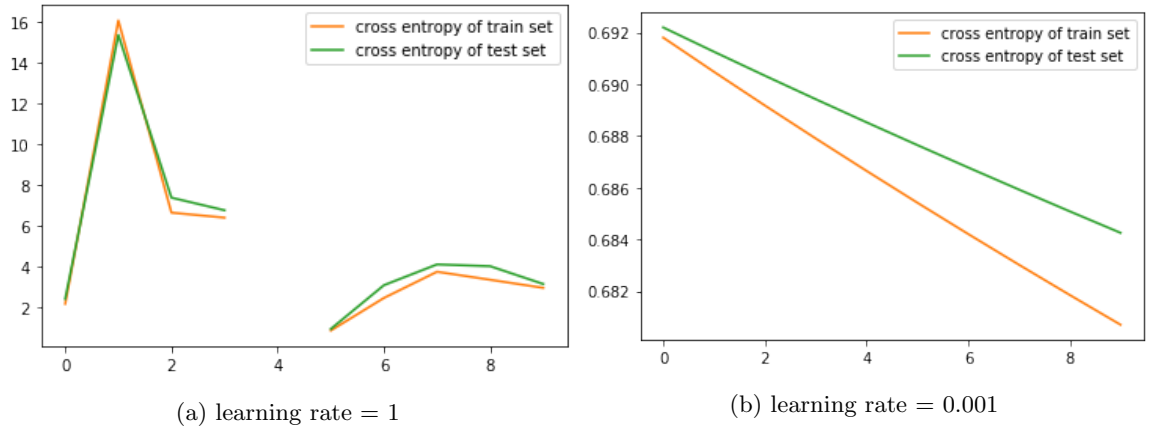 16
14
12
10
8
6
4
2
0 2 4 6 8
cross entropy of train set
cross entropy of test set
(a) learning rate = 1
0.692
0.690
0.688
0.686
0.684
0.682
0 2 4 6 8
cross entropy of train set
cross entropy of test set
(b) learning rate = 0.001